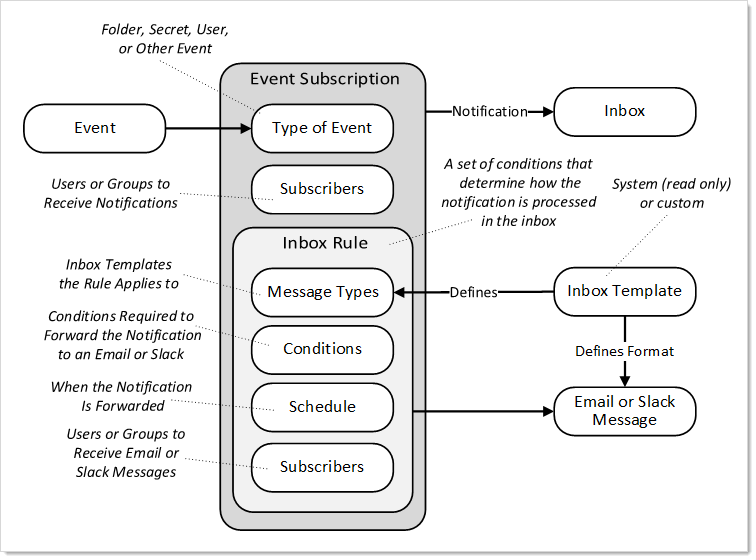 Folder, Secret, User,
or Other Event
Event Subscription
Event
Type of Event
Notification
Inbox
Users or Groups to
Receive Notifications
Subscribers
A set of conditions that
determine how the
notification is processed
in the inbox
System (read only)
or custom
Inbox Rule
Inbox Templates
the Rule Applies to
Message Types
Defines
Inbox Template
Conditions Required to
Forward the Notification
to an Email or Slack
Conditions
Defines Format
When the Notification
Is Forwarded
Schedule
Email or Slack
Message
Users or Groups to
Receive Email or
Slack Messages
Subscribers